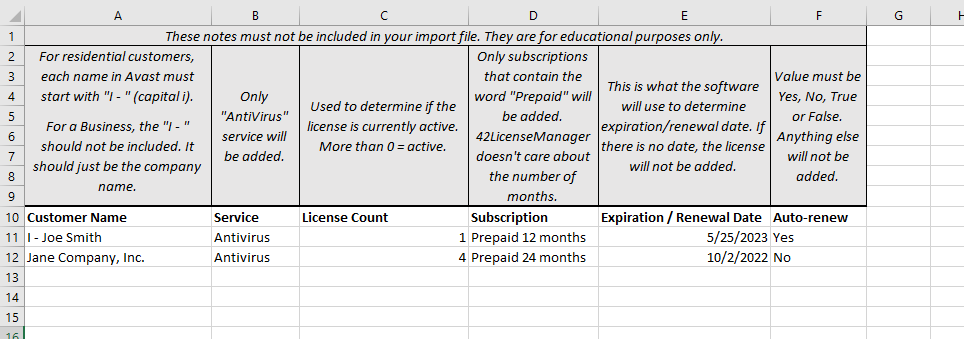 A B C D E F G H
1 These notes must not be included in your import file. They are for educational purposes only.
2 3 4 5 6 7 8 9
For residential customers,
each name in Avast must
start with "I - " (capital i).
For a Business, the "I - "
should not be included. It
should just be the company
name.
Only
"AntiVirus"
service will
be added.
Used to determine if the
license is currently active.
More than 0 = active.
Only subscriptions
that contain the
word "Prepaid" will
be added.
42LicenseManager
doesn't care about
the number of
months.
This is what the software
will use to determine
expiration/renewal date. If
there is no date, the license
will not be added.
Value must be
Yes, No, True
or False.
Anything else
will not be
added.
10 Customer Name Service License Count Subscription Expiration / Renewal Date Auto-renew
11 I - Joe Smith Antivirus 1 Prepaid 12 months 5/25/2023 Yes
12 Jane Company, Inc. Antivirus 4 Prepaid 24 months 10/2/2022 No
13
14
15
16